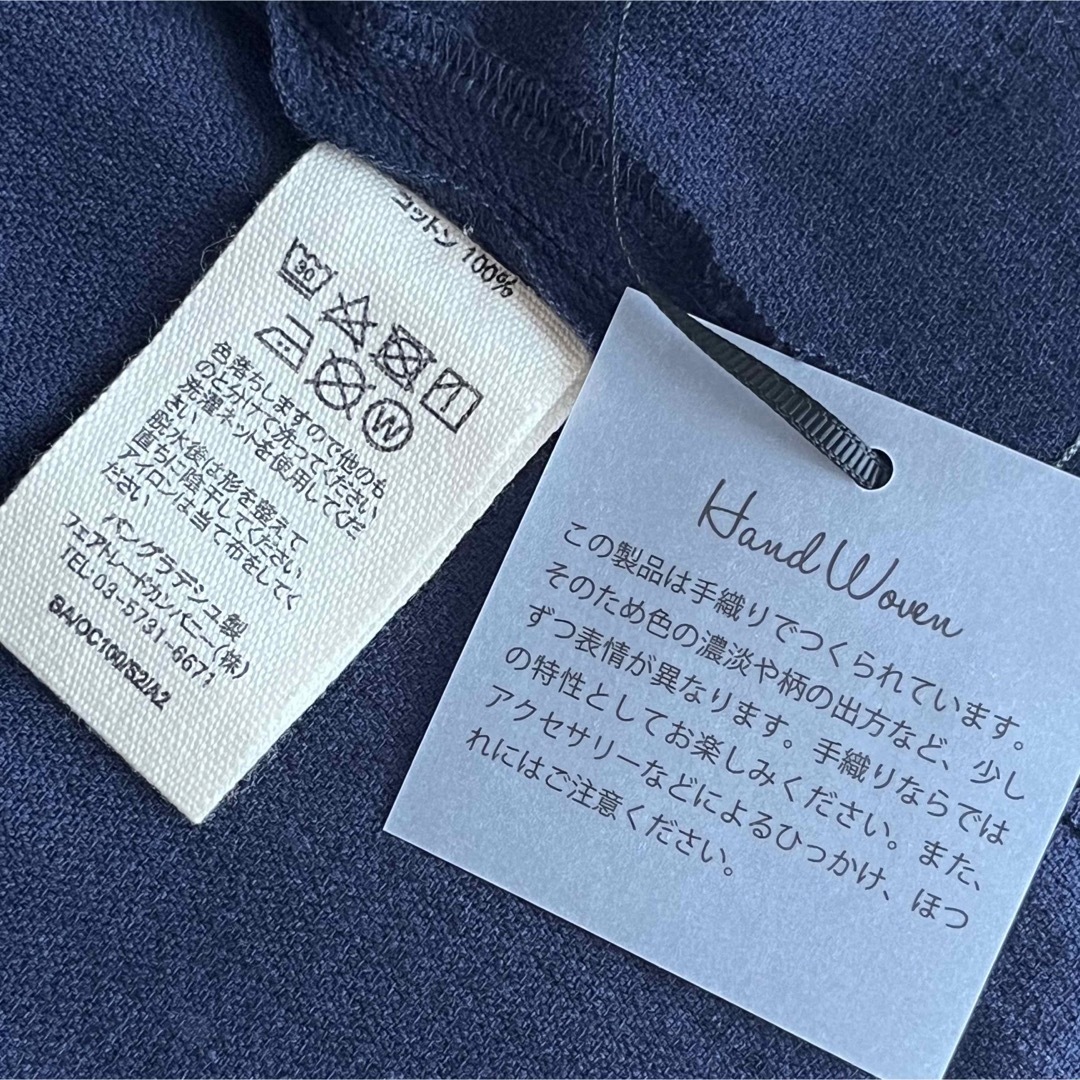 コットン 100%
30
W
色落ちしますので他のも
のと分けて洗ってください
洗濯ネットを使用してくだ
さい
脱水後は形を整えて
直ちに陰干してください
アイロンは当て布をしてく
ださい
バングラデシュ製
フェアトレードカンパニー(株)
TEL 03-5731-6671
BA/OC100/S2/A2
Hand Woven
この製品は手織りでつくられています。
そのため色の濃淡や柄の出方など、少し
ずつ表情が異なります。手織りならでは
の特性としてお楽しみください。また、
アクセサリーなどによるひっかけ、ほつ
れにはご注意ください。